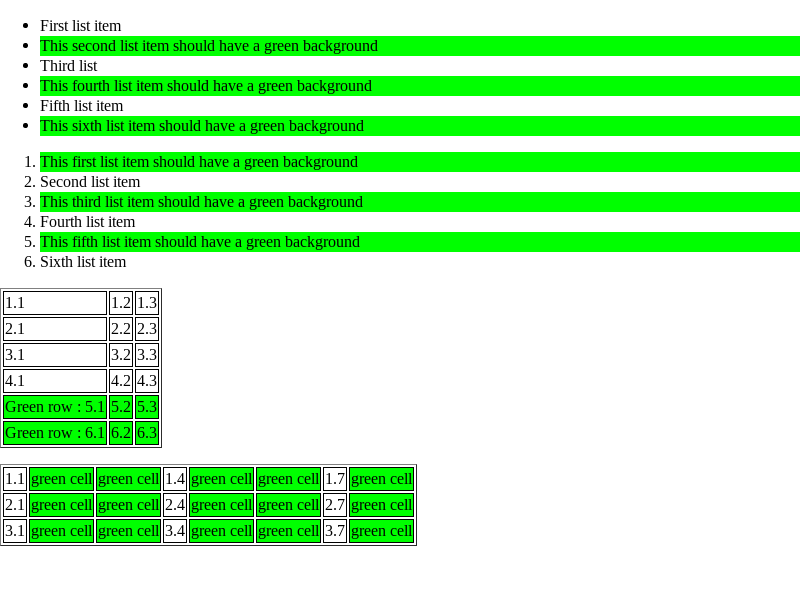 • First list item
• This second list item should have a green background
• Third list
• This fourth list item should have a green background
• Fifth list item
• This sixth list item should have a green background
1. This first list item should have a green background
2. Second list item
3. This third list item should have a green background
4. Fourth list item
5. This fifth list item should have a green background
6. Sixth list item
1.1 1.2 1.3
2.1 2.2 2.3
3.1 3.2 3.3
4.1 4.2 4.3
Green row : 5.1 5.2 5.3
Green row : 6.1 6.2 6.3
1.1 green cell green cell 1.4 green cell green cell 1.7 green cell
2.1 green cell green cell 2.4 green cell green cell 2.7 green cell
3.1 green cell green cell 3.4 green cell green cell 3.7 green cell